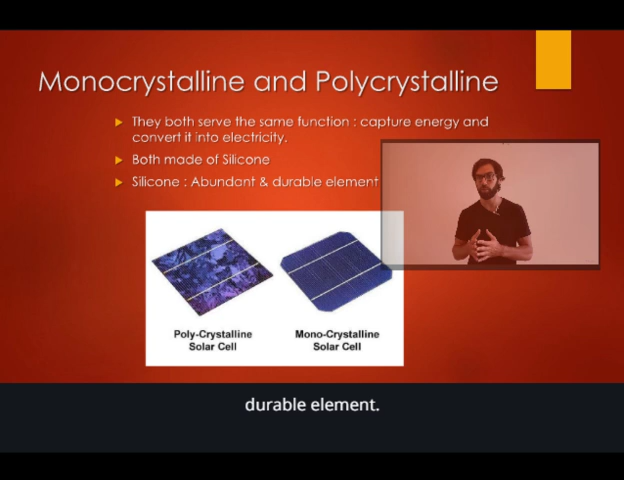 Monocrystalline and Polycrystalline
They both serve the same function : capture energy and
convert it into electricity.
Both made of Silicone
Silicone : Abundant & durable element
Poly-Crystalline Mono-Crystalline
Solar Cell Solar Cell
durable element.